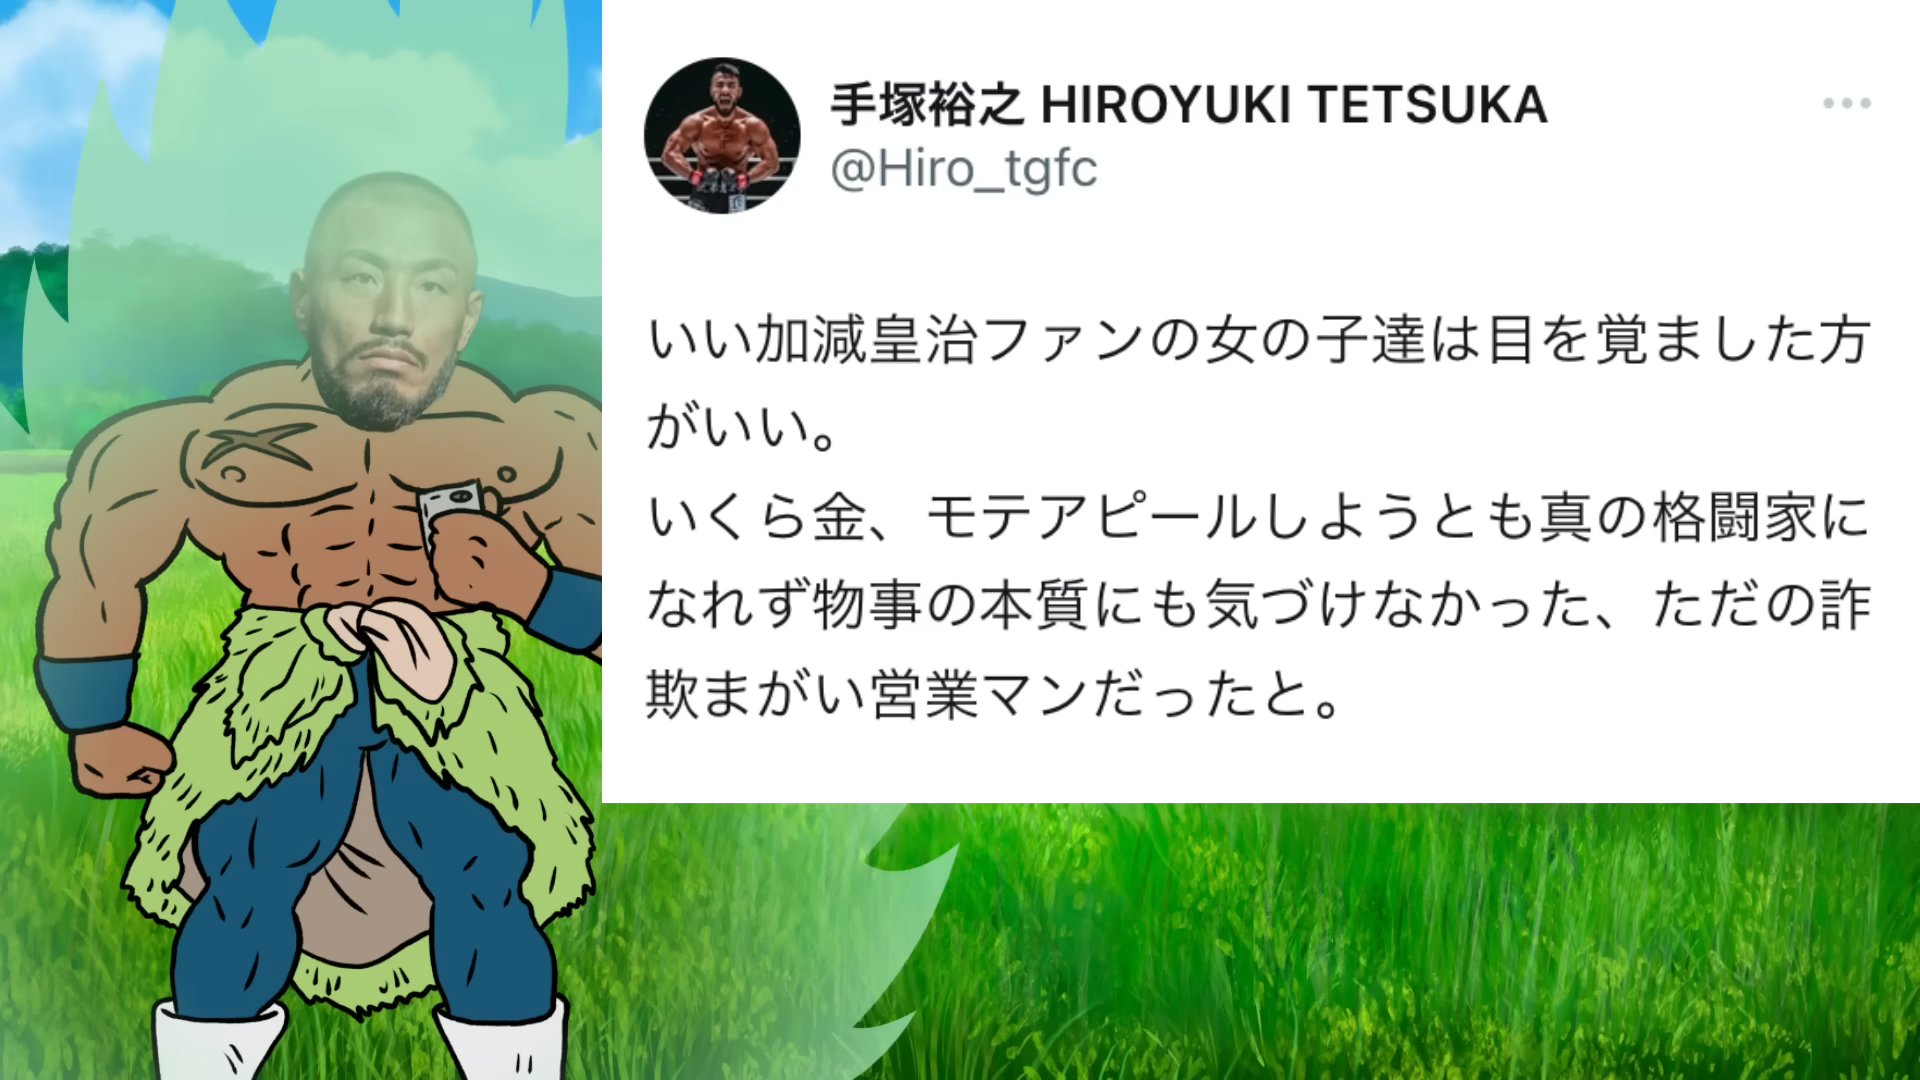 手塚裕之 HIROYUKI TETSUKA
@Hiro_tgfc
いい加減皇治ファンの女の子達は目を覚ました方
がいい。
いくら金、モテアピールしようとも真の格闘家に
なれず物事の本質にも気づけなかった、ただの詐
欺まがい営業マンだったと。